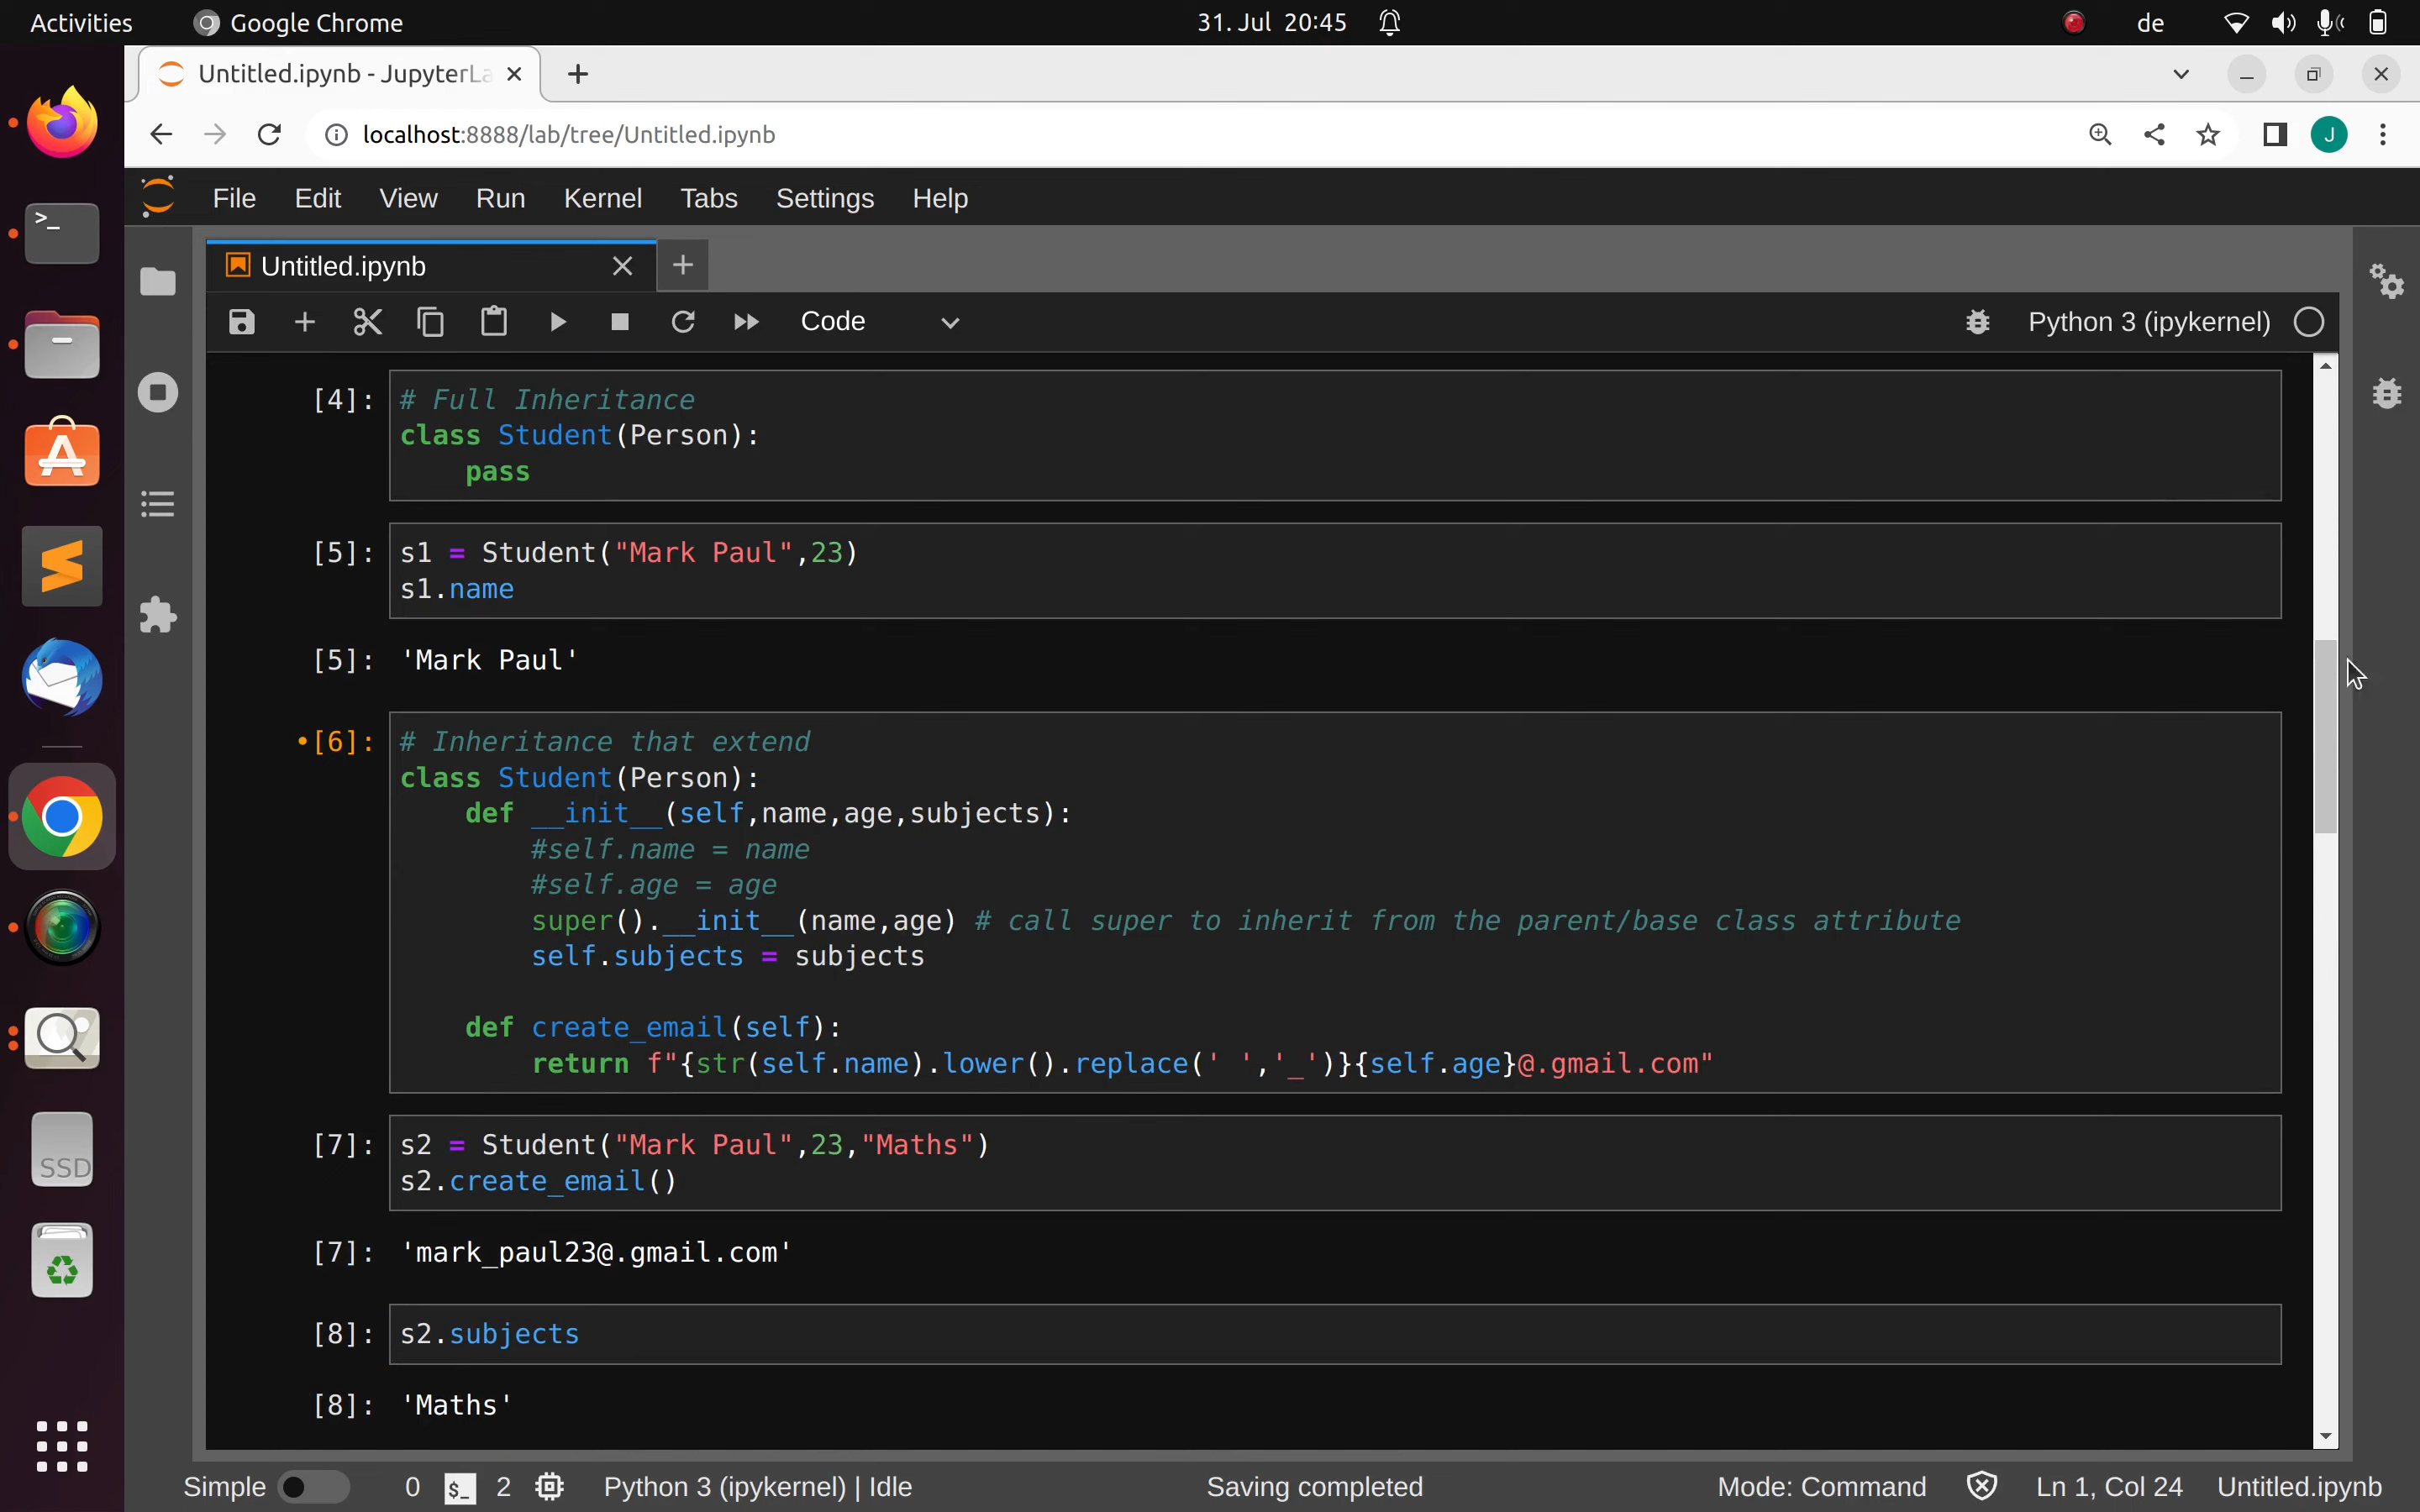 Activities Google Chrome 31. Jul 20:45 de
Untitled.ipynb - JupyterLa
localhost:8888/lab/tree/Untitled.ipynb J
File Edit View Run Kernel Tabs Settings Help
Untitled.ipynb
Code Python 3 (ipykernel)
[4]: # Full Inheritance
class Student(Person):
    pass
[5]: s1 = Student("Mark Paul",23)
s1.name
[5]: 'Mark Paul'
•[6]: # Inheritance that extend
class Student(Person):
    def __init__(self,name,age,subjects):
        #self.name = name
        #self.age = age
        super().__init__(name,age) # call super to inherit from the parent/base class attribute
        self.subjects = subjects
    def create_email(self):
        return f"{str(self.name).lower().replace(' ','_')}{self.age}@.gmail.com"
[7]: s2 = Student("Mark Paul",23,"Maths")
s2.create_email()
[7]: 'mark_paul23@.gmail.com'
[8]: s2.subjects
[8]: 'Maths'
SSD
Simple 0 $_ 2 Python 3 (ipykernel) | Idle Saving completed Mode: Command Ln 1, Col 24 Untitled.ipynb